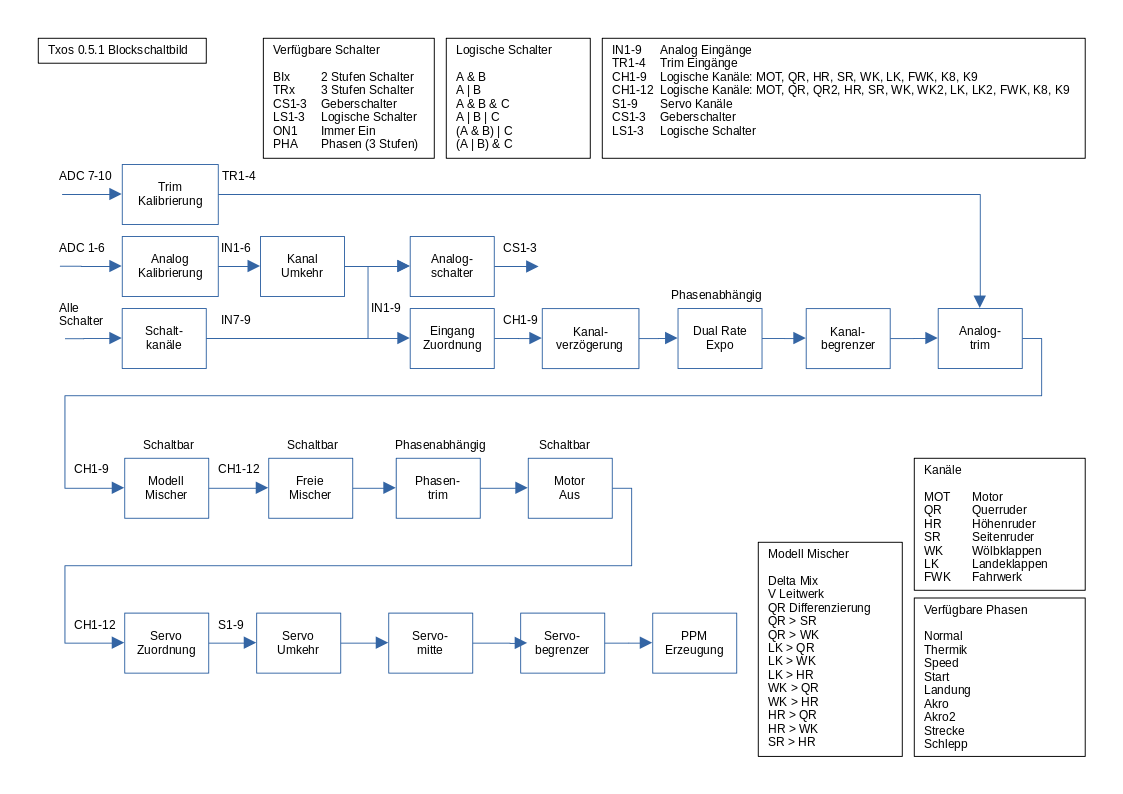 Txos 0.5.1 Blockschaltbild
Verfügbare Schalter
BIx 2 Stufen Schalter
TRx 3 Stufen Schalter
CS1-3 Geberschalter
LS1-3 Logische Schalter
ON1 Immer Ein
PHA Phasen (3 Stufen)
Logische Schalter
A & B
A | B
A & B & C
A | B | C
(A & B) | C
(A | B) & C
IN1-9 Analog Eingänge
TR1-4 Trim Eingänge
CH1-9 Logische Kanäle: MOT, QR, HR, SR, WK, LK, FWK, K8, K9
CH1-12 Logische Kanäle: MOT, QR, QR2, HR, SR, WK, WK2, LK, LK2, FWK, K8, K9
S1-9 Servo Kanäle
CS1-3 Geberschalter
LS1-3 Logische Schalter
ADC 7-10
Trim
Kalibrierung
TR1-4
ADC 1-6
Analog
Kalibrierung
IN1-6
Kanal
Umkehr
Analog-
schalter
CS1-3
Alle
Schalter
Schalt-
kanäle
IN7-9
IN1-9
Eingang
Zuordnung
CH1-9
Kanal-
verzögerung
Phasenabhängig
Dual Rate
Expo
Kanal-
begrenzer
Analog-
trim
CH1-9
Schaltbar
Modell
Mischer
CH1-12
Schaltbar
Freie
Mischer
Phasenabhängig
Phasen-
trim
Schaltbar
Motor
Aus
CH1-12
Servo
Zuordnung
S1-9
Servo
Umkehr
Servo-
mitte
Servo-
begrenzer
PPM
Erzeugung
Modell Mischer
Delta Mix
V Leitwerk
QR Differenzierung
QR > SR
QR > WK
LK > QR
LK > WK
LK > HR
WK > QR
WK > HR
HR > QR
HR > WK
SR > HR
Kanäle
MOT Motor
QR Querruder
HR Höhenruder
SR Seitenruder
WK Wölbklappen
LK Landeklappen
FWK Fahrwerk
Verfügbare Phasen
Normal
Thermik
Speed
Start
Landung
Akro
Akro2
Strecke
Schlepp